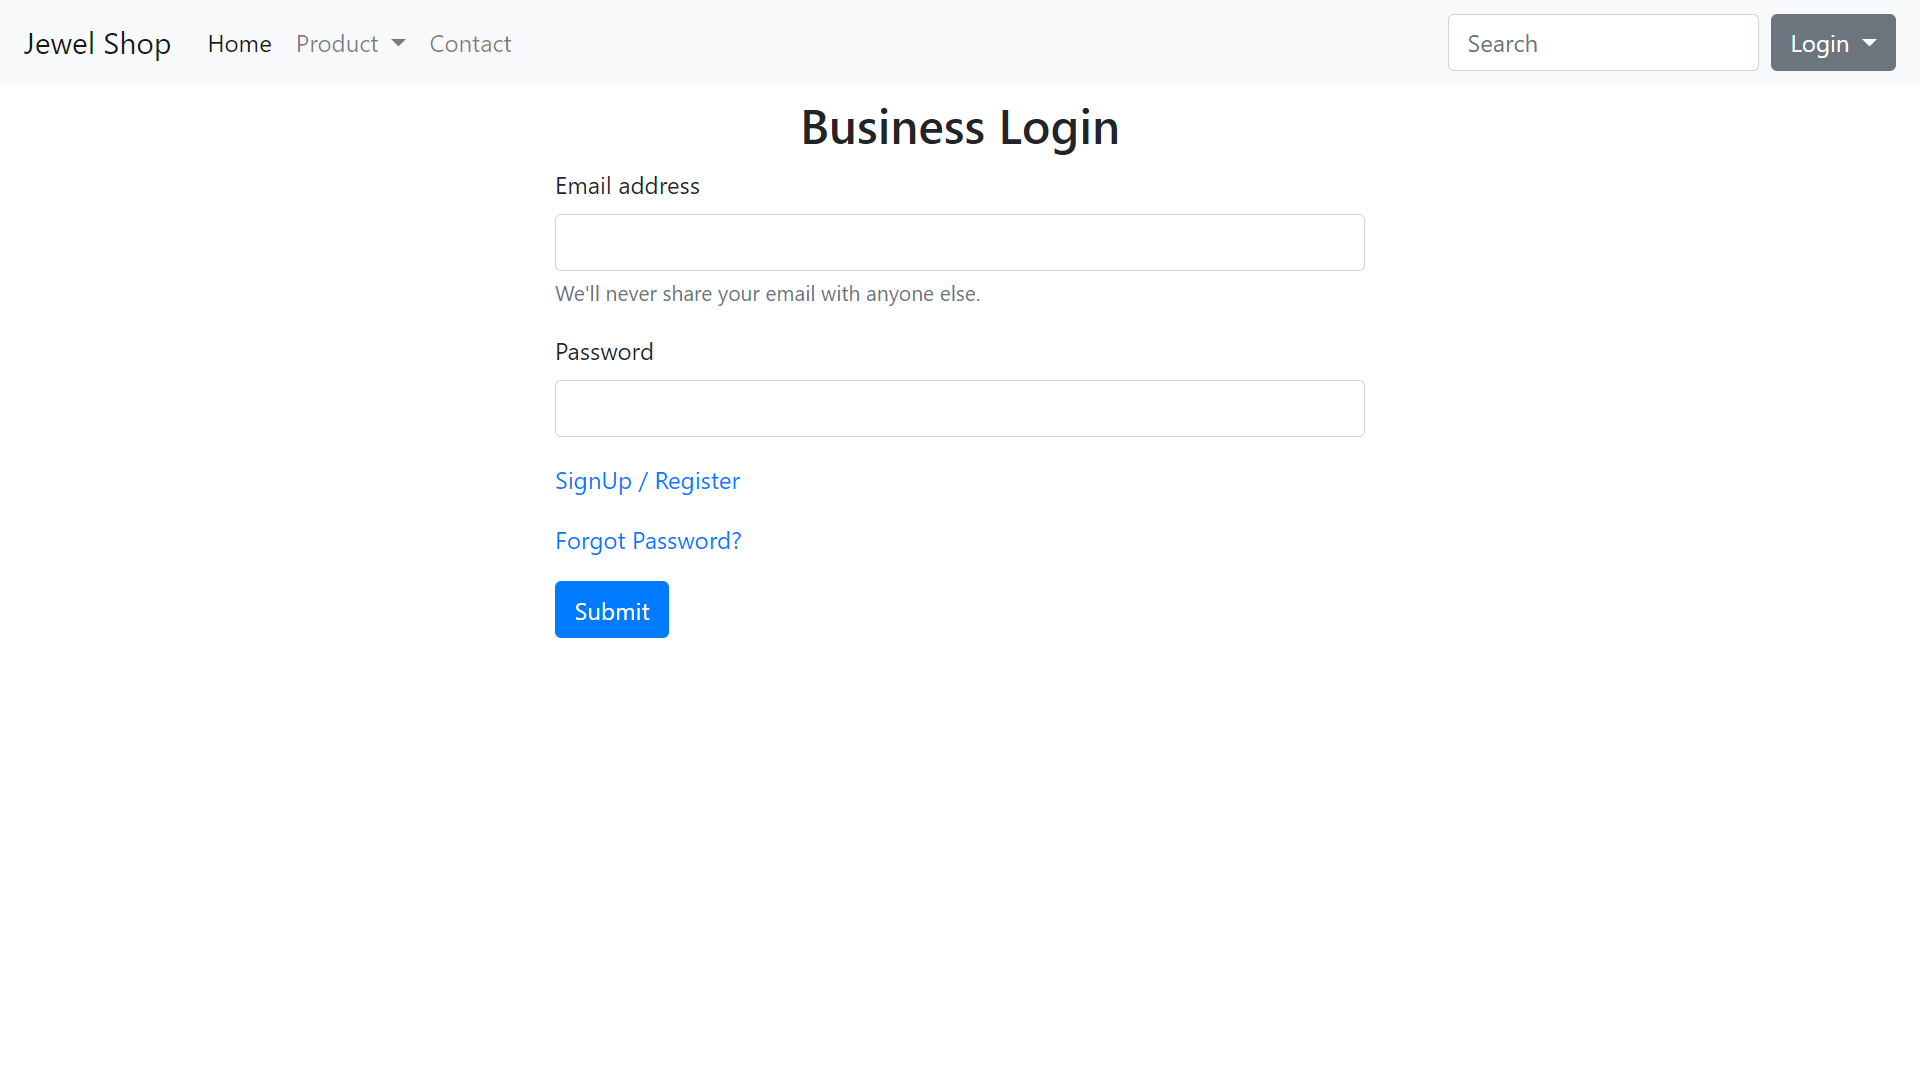 Jewel Shop Home Product Contact Search Login
Business Login
Email address
We'll never share your email with anyone else.
Password
SignUp / Register
Forgot Password?
Submit